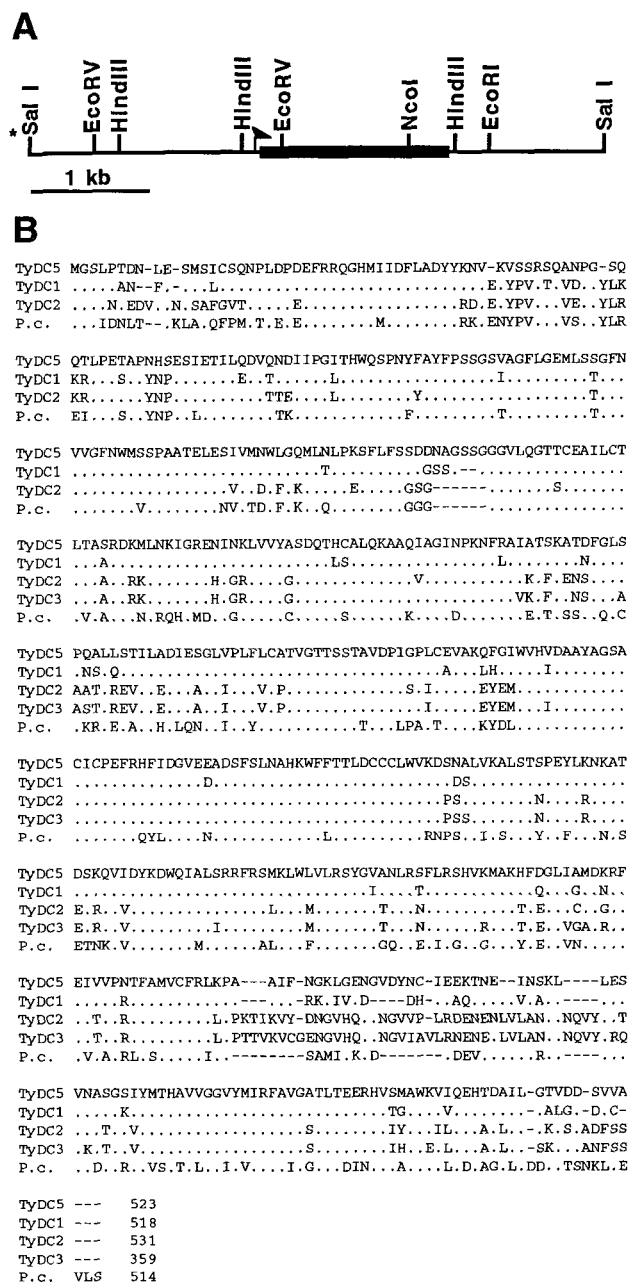 A
* Sal I EcoRV HindIII HindIII EcoRV NcoI HindIII EcoRI Sal I
1 kb
B
TyDC5 MGSLPTDN-LE-SMSICSQNPLDPDEFRRQGHMIIDFLADYYKNV-KVSSRSQANPG-SQ
TyDC1 .....AN--.F.-...L......................E.YPV.T.VD..YLK
TyDC2 ...N.EDV..N.SAFGVT....E................RD.E.YPV...VE..YLR
P.c. ...IDNLT--.KLA.QFPM.T.E.E......M.......RK.ENYPV...VS..YLR
TyDC5 QTLPETAPNHSESIETILQDVQNDIIPGITHWQSPNYFAYFPSSGSVAGFLGEMLSSGFN
TyDC1 KR...S..YNP.......E..T.....L................I.........T...
TyDC2 KR......YNP........TTE............Y.................T...
P.c. EI...S..YNP..L......TK............F.......T........T...
TyDC5 VVGFNWMSSPAATELESIVMNWLGQMLNLPKSFLFSSDDNAGSSGGGVLQGTTCEAILCT
TyDC1 ............................T.........GSS.--................
TyDC2 .................V..D.F.K.....E....GSG------.........S......
P.c. .......V........NV.TD.F.K..Q.......GGG------................
TyDC5 LTASRDKMLNKIGRENINKLVVYASDQTHCALQKAAQIAGINPKNFRAIATSKATDFGLS
TyDC1 ...A.........................LS..............L........N.....
TyDC2 ...A..RK......H.GR....G..............V..........K.F.ENS.....
TyDC3 ...A..RK......H.GR....G.........................VK.F..NS....A
P.c. .V.A...N.RQH.MD..G.....C...S.......K...D.......E.T.SS..Q.C
TyDC5 PQALLSTILADIESGLVPLFLCATVGTTSSTAVDPIGPLCEVAKQFGIWVHVDAAYAGSA
TyDC1 .NS.Q...................................A...LH.....I........
TyDC2 AAT.REV..E...A..I...V.P..............S.I....EYEM............
TyDC3 AST.REV..E...A..I...V.P................I....EYEM...I........
P.c. .KR.E.A..H.LQN...I..Y............T...LPA.T..KYDL............
TyDC5 CICPEFRHFIDGVEEADSFSLNAHKWFFTTLDCCCLWVKDSNALVKALSTSPEYLKNKAT
TyDC1 ..............D.........................DS..................
TyDC2 .......................................PS........N....R.....
TyDC3 .......................................PSS.......N....R.....
P.c. ......QYL....N..............L.......RNPS..I.S...Y..F...N.S
TyDC5 DSKQVIDYKDWQIALSRRFRSMKLWLVLRSYGVANLRSFLRSHVKMAKHFDGLIAMDKRF
TyDC1 .................................I....T...........Q...G..N..
TyDC2 E.R..V................L...M......T...N..........T.E...C..G..
TyDC3 E.R..V.........I...........M......T...N......R...T.E..VGA.R..
P.c. ETNK.V........M....AL...F.......GQ..E.I.G..G...Y.E..VN......
TyDC5 EIVVPNTFAMVCFRLKPA---AIF-NGKLGENGVDYNC-IEEKTNE--INSKL----LES
TyDC1 .....R............---...-.RK.IV.D----DH-.AQ....--V.A..----...
TyDC2 ..T..R........L.PKTIKVY-DNGVHQ..NGVVP-LRDENENLVLAN..NQVY..T
TyDC3 ..T..R........L.PTTVKVCGENGVHQ..NGVIAVLRNENE.LVLAN..NQVY.RQ
P.c. .V.A.RL.S.....I...------SAMI.K.D-------.DEV.....R..-----...
TyDC5 VNASGSIYMTHAVVGGVYMIRFAVGATLTEERHVSMAWKVIQEHTDAIL-GTVDD-SVVA
TyDC1 .....K............................TG....V........-.ALG.-D.C-
TyDC2 ...T..V..................S.........IY...IL...A.L..-K.S.ADFSS
TyDC3 .K.T..V..................S.........IH..E.L...A.L..-SK..ANFSS
P.c. ..D..R..VS.T.L..I.V....I.G...DIN..A....L.D.AG.L.DD.TSNKL.E
TyDC5 --- 523
TyDC1 --- 518
TyDC2 --- 531
TyDC3 --- 359
P.c. VLS 514